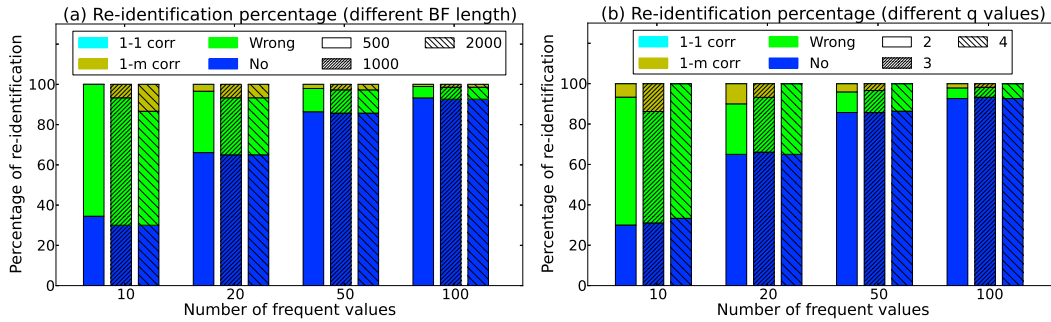 (a) Re-identification percentage (different BF length)
1-1 corr Wrong 500 2000
1-m corr No 1000
Percentage of re-identification
100
80
60
40
20
0
10 20 50 100
Number of frequent values
(b) Re-identification percentage (different q values)
1-1 corr Wrong 2 4
1-m corr No 3
Percentage of re-identification
100
80
60
40
20
0
10 20 50 100
Number of frequent values